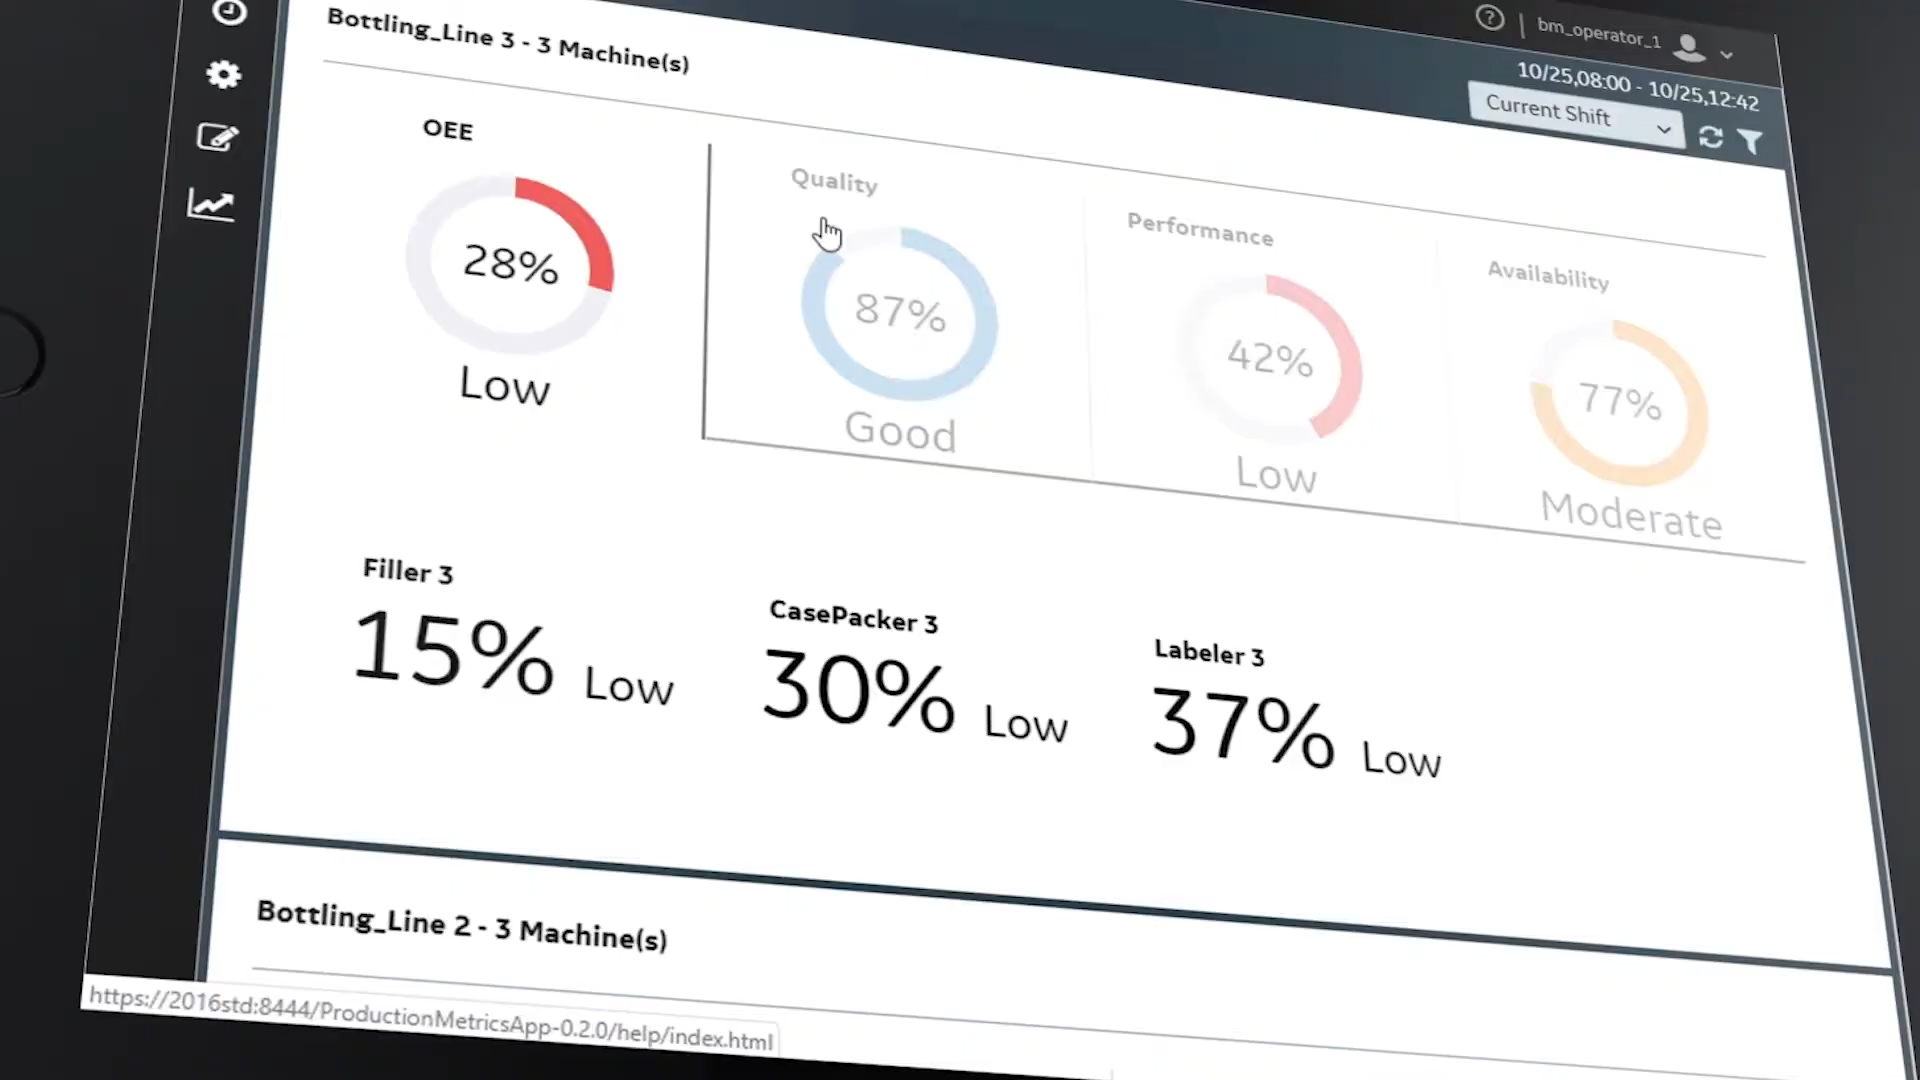 Bottling_Line 3 - 3 Machine(s)
bm_operator_1
10/25,08:00 - 10/25,12:42
Current Shift
OEE
28%
Low
Quality
87%
Good
Performance
42%
Low
Availability
77%
Moderate
Filler 3
15% Low
CasePacker 3
30% Low
Labeler 3
37% Low
Bottling_Line 2 - 3 Machine(s)
https://2016std:8444/ProductionMetricsApp-0.2.0/help/index.html